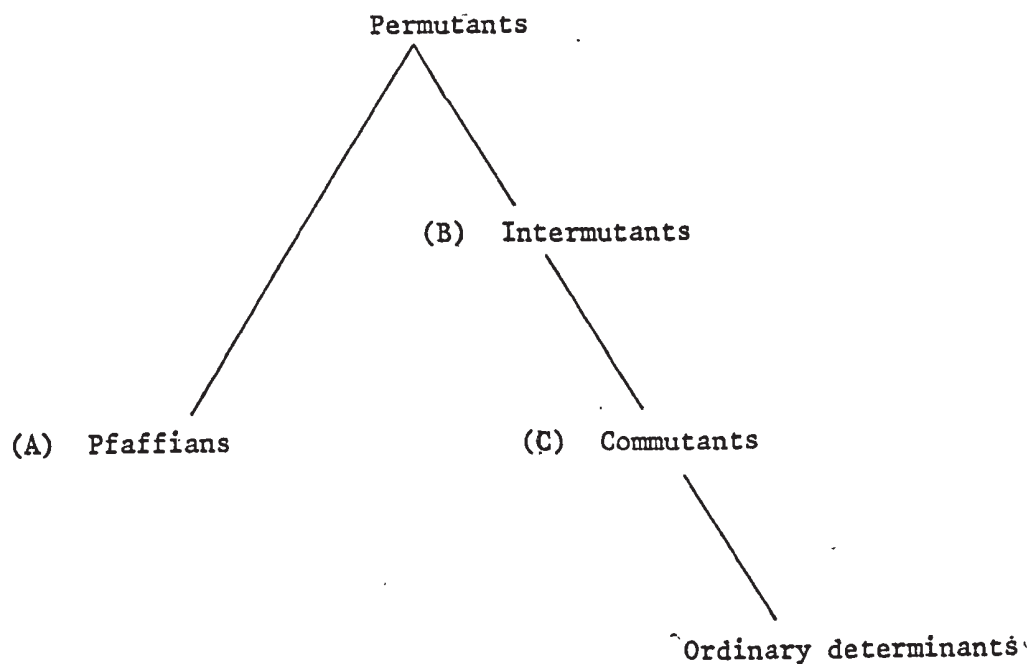 Permutants
(B) Intermutants
(A) Pfaffians
(C) Commutants
Ordinary determinants